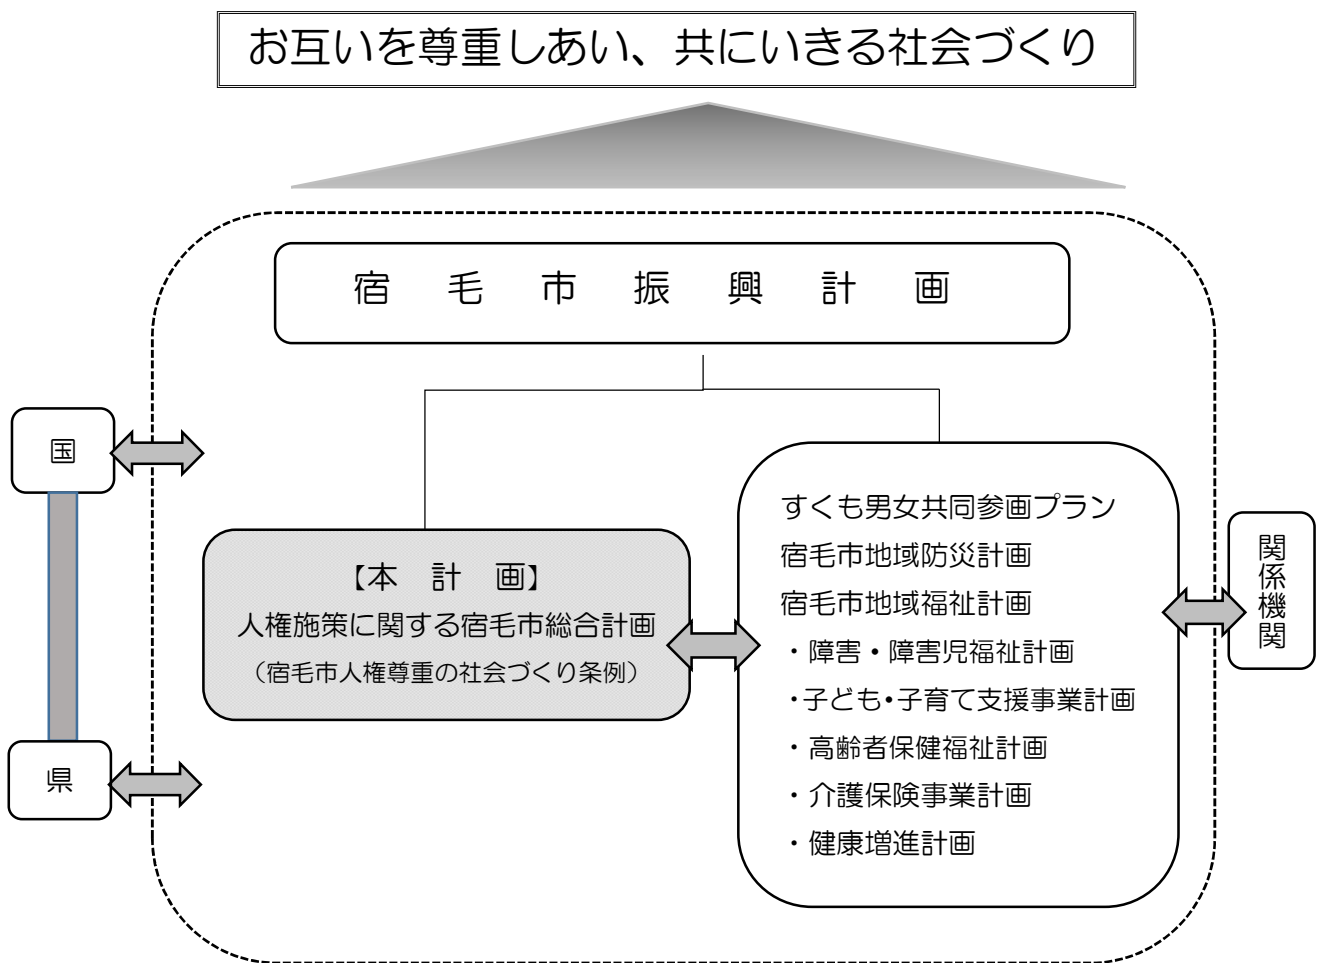 お互いを尊重しあい、共にいきる社会づくり
宿毛市振興計画
国
県
【本計画】
人権施策に関する宿毛市総合計画
（宿毛市人権尊重の社会づくり条例）
すくも男女共同参画プラン
宿毛市地域防災計画
宿毛市地域福祉計画
・障害・障害児福祉計画
・子ども・子育て支援事業計画
・高齢者保健福祉計画
・介護保険事業計画
・健康増進計画
関係機関